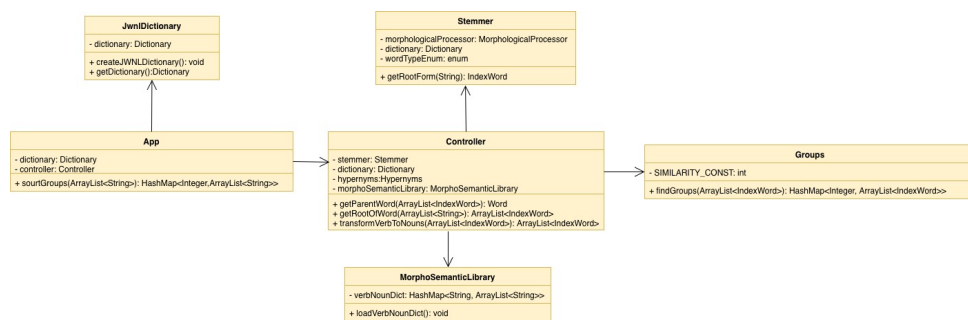 JwnlDictionary
- dictionary: Dictionary
+ createJWNLDictionary(): void
+ getDictionary():Dictionary
Stemmer
- morphologicalProcessor: MorphologicalProcessor
- dictionary: Dictionary
- wordTypeEnum: enum
+ getRootForm(String): IndexWord
App
- dictionary: Dictionary
- controller: Controller
+ sourtGroups(ArrayList<String>): HashMap<Integer,ArrayList<String>>
Controller
- stemmer: Stemmer
- dictionary: Dictionary
- hypernyms:Hypernyms
- morphoSemanticLibrary: MorphoSemanticLibrary
+ getParentWord(ArrayList<IndexWord>): Word
+ getRootOfWord(ArrayList<String>): ArrayList<IndexWord>
+ transformVerbToNouns(ArrayList<IndexWord>): ArrayList<IndexWord>
Groups
- SIMILARITY_CONST: int
+ findGroups(ArrayList<IndexWord>): HashMap<Integer, ArrayList<IndexWord>>
MorphoSemanticLibrary
- verbNounDict: HashMap<String, ArrayList<String>>
+ loadVerbNounDict(): void